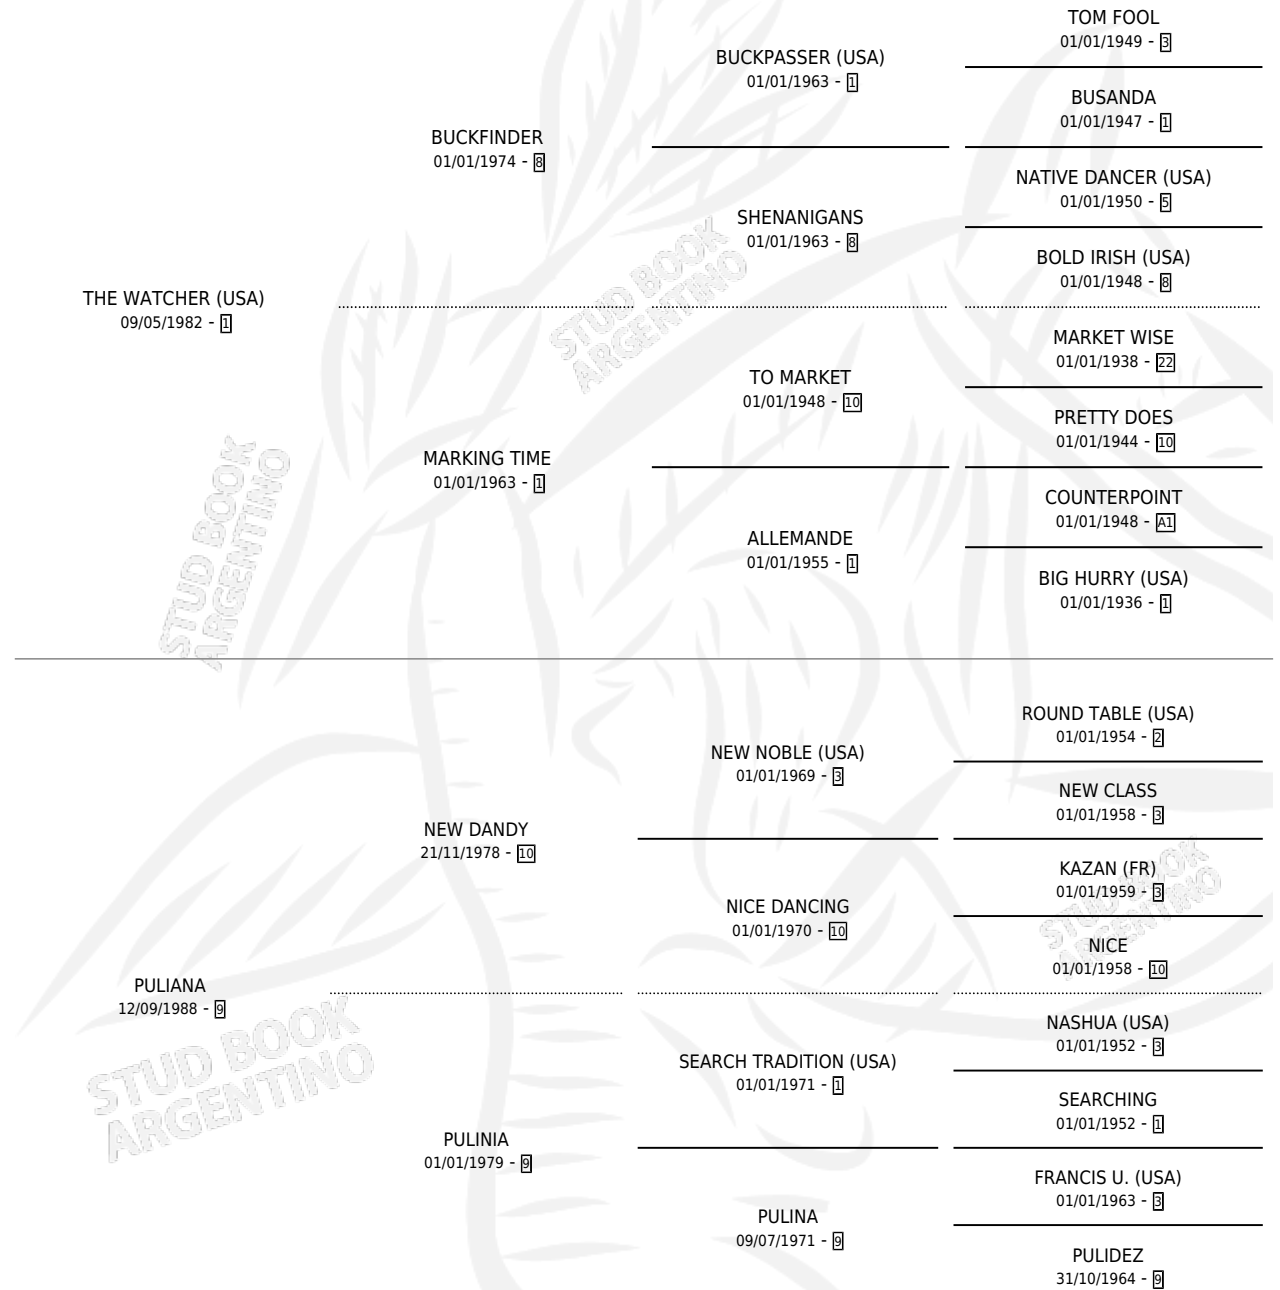 TOM FOOL
01/01/1949 - 3
BUCKPASSER (USA)
01/01/1963 - 1
BUSANDA
01/01/1947 - 1
BUCKFINDER
01/01/1974 - 8
NATIVE DANCER (USA)
01/01/1950 - 5
SHENANIGANS
01/01/1963 - 8
BOLD IRISH (USA)
01/01/1948 - 8
THE WATCHER (USA)
09/05/1982 - 1
MARKET WISE
01/01/1938 - 22
TO MARKET
01/01/1948 - 10
PRETTY DOES
01/01/1944 - 10
MARKING TIME
01/01/1963 - 1
COUNTERPOINT
01/01/1948 - A1
ALLEMANDE
01/01/1955 - 1
BIG HURRY (USA)
01/01/1936 - 1
ROUND TABLE (USA)
01/01/1954 - 2
NEW NOBLE (USA)
01/01/1969 - 3
NEW CLASS
01/01/1958 - 3
NEW DANDY
21/11/1978 - 10
KAZAN (FR)
01/01/1959 - 3
NICE DANCING
01/01/1970 - 10
NICE
01/01/1958 - 10
PULIANA
12/09/1988 - 9
NASHUA (USA)
01/01/1952 - 3
SEARCH TRADITION (USA)
01/01/1971 - 1
SEARCHING
01/01/1952 - 1
PULINIA
01/01/1979 - 9
FRANCIS U. (USA)
01/01/1963 - 3
PULINA
09/07/1971 - 9
PULIDEZ
31/10/1964 - 9
STUD BOOK
ARGENTINO
STUD BOOK
ARGENTINO
STUD BOOK
ARGENTINO
STUD BOOK
ARGENTINO